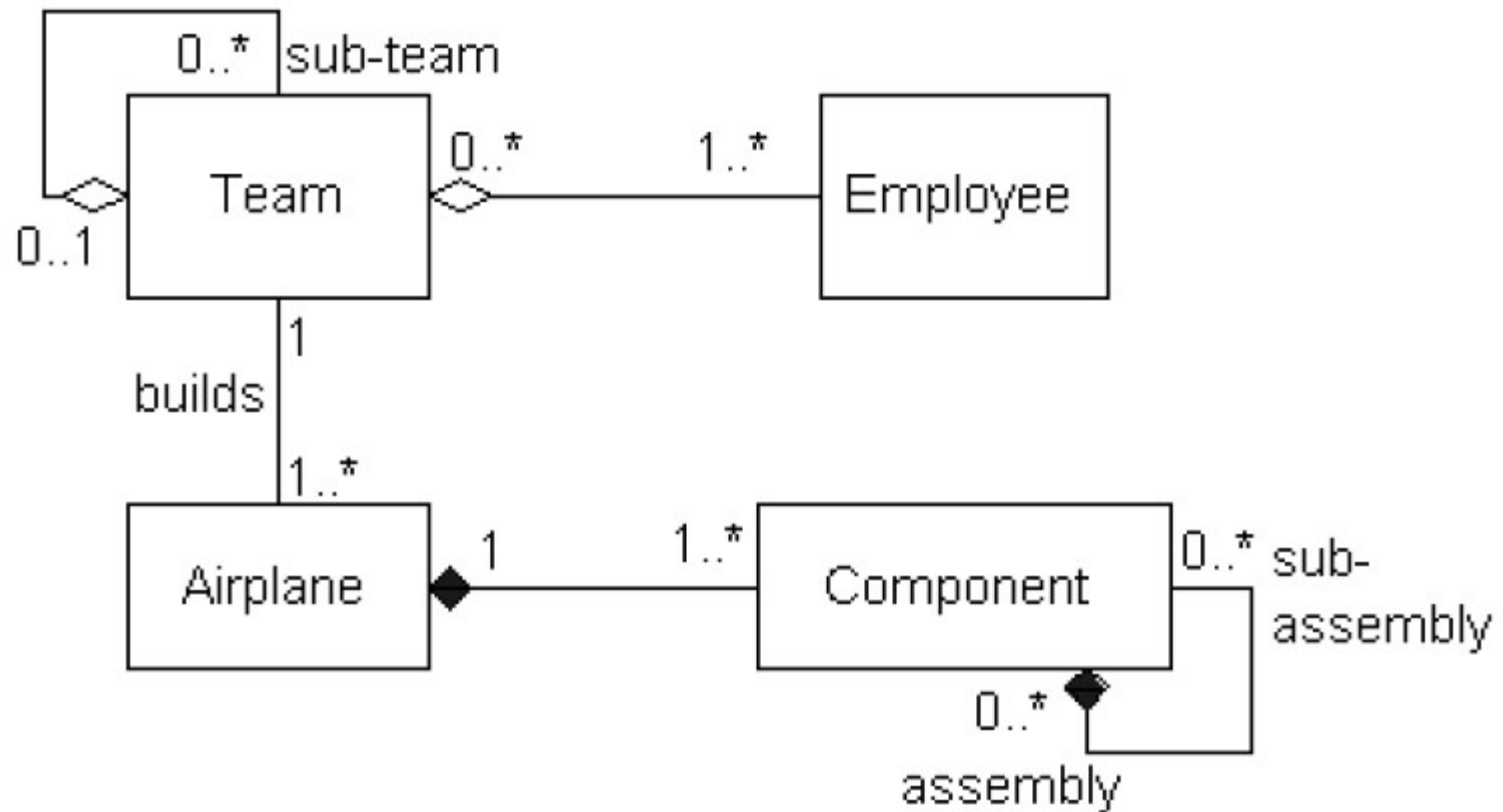 0..* sub-team
Team
0..* 1..*
Employee
0..1
1
builds
1..*
Airplane
1 1..*
Component
0..* sub-
assembly
0..*
assembly